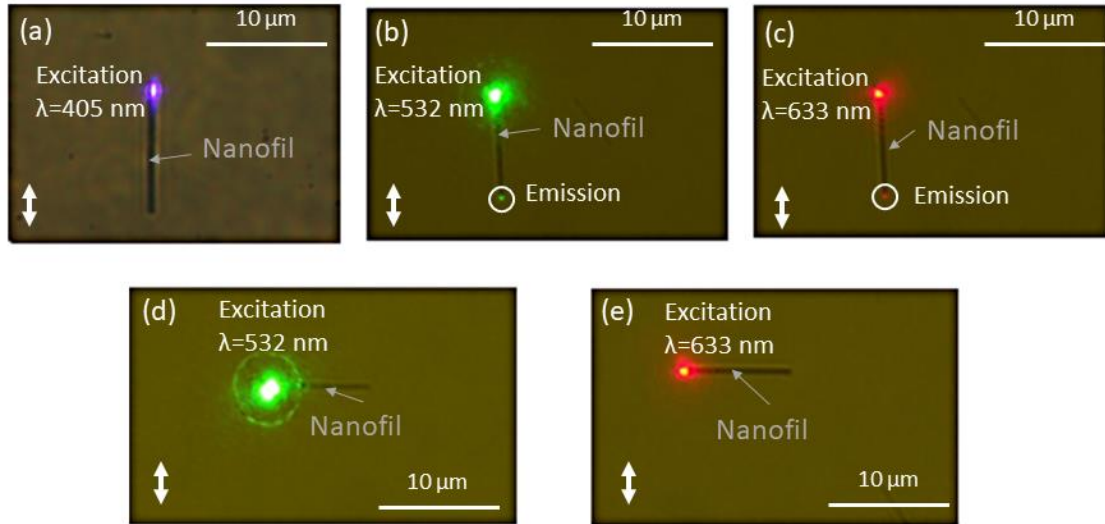 (a)
10 µm
Excitation
λ=405 nm
Nanofil
(b)
10 µm
Excitation
λ=532 nm
Nanofil
Emission
(c)
10 µm
Excitation
λ=633 nm
Nanofil
Emission
(d)
Excitation
λ=532 nm
Nanofil
10 µm
(e)
Excitation
λ=633 nm
Nanofil
10 µm